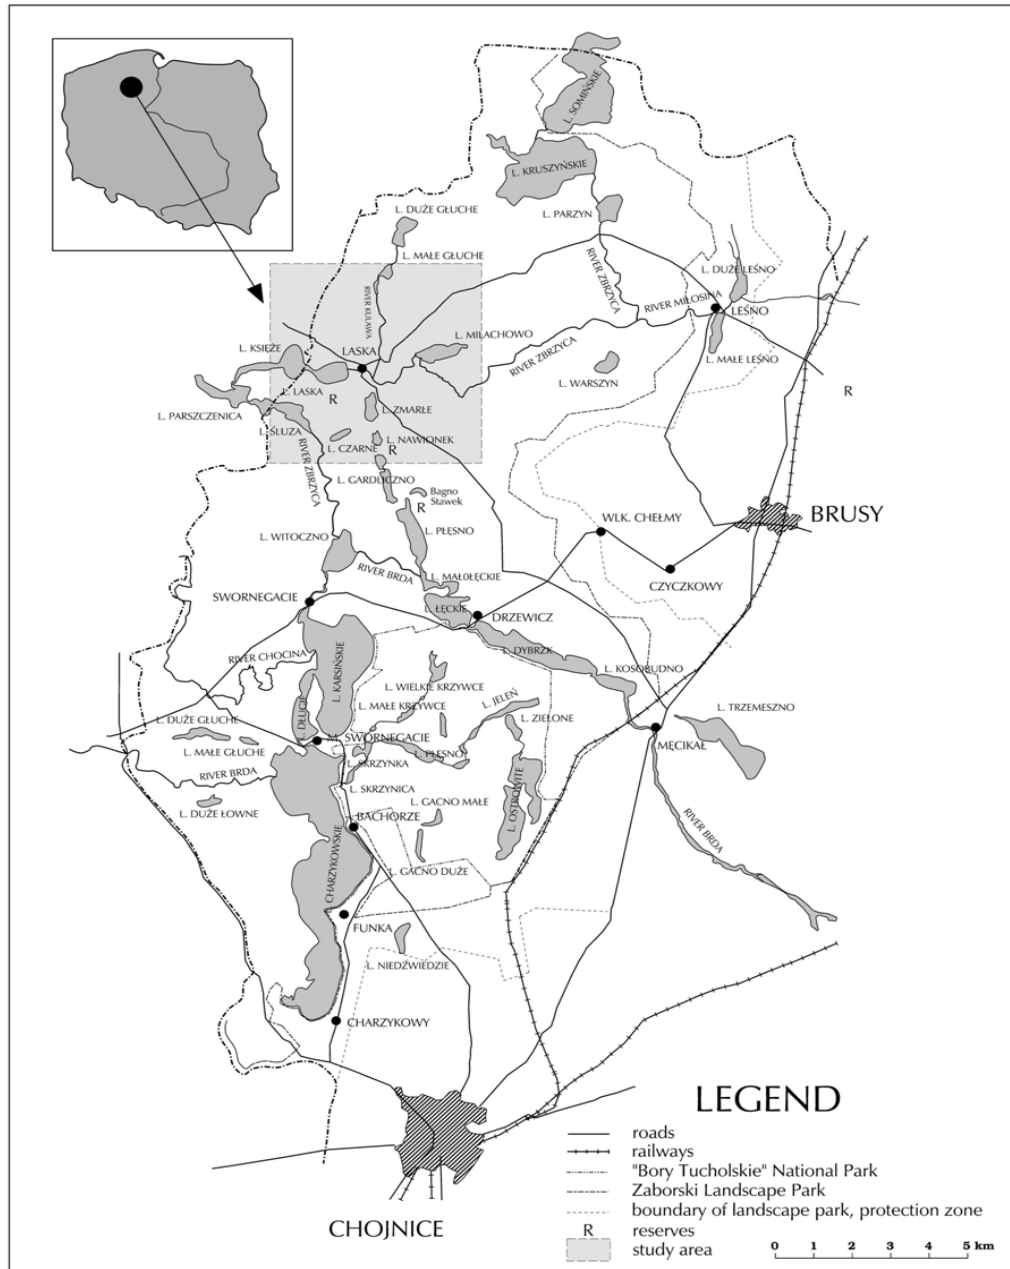 L. SOMIŃSKIE
L. KRUSZYŃSKIE
L. DUŻE GŁUCHE
L. PARZYN
L. MAŁE GŁUCHE
RIVER ZBRZYCA
L. DUŻE LEŚNO
RIVER KULAWA
RIVER MIŁOSINA
LEŚNO
L. MILACHOWO
L. KSIĘŻE
LASKA
RIVER ZBRZYCA
L. MAŁE LEŚNO
L. WARSZYN
R
L. LASKA
R
L. PARSZCZENICA
L. ZMARŁE
L. ŚLUZA
L. CZARNE
L. NAWIONEK
R
RIVER ZBRZYCA
L. GARDLICZNO
Bagno
Stawek
R
BRUSY
WLK. CHEŁMY
L. WITOCZNO
L. PŁĘSNO
RIVER BRDA
L. MAŁOŁĘCKIE
CZYCZKOWY
SWORNEGACIE
L. ŁĘCKIE
DRZEWICZ
L. DYBRZK
RIVER CHOCINA
L. KARSIŃSKIE
L. KOSOBUDNO
L. WIELKIE KRZYWCE
L. JELEŃ
L. MAŁE KRZYWCE
L. TRZEMESZNO
L. DŁUGIE
L. DUŻE GŁUCHE
L. ZIELONE
M. SWORNEGACIE
MĘCIKAŁ
L. MAŁE GŁUCHE
L. PŁĘSNO
L. SKRZYNKA
RIVER BRDA
L. SKRZYNICA
L. OSTROWITE
L. DUŻE ŁOWNE
L. GACNO MAŁE
BACHORZE
RIVER BRDA
CHARZYKOWSKIE
L. GACNO DUŻE
FUNKA
L. NIEDŹWIEDZIE
CHARZYKOWY
LEGEND
roads
railways
"Bory Tucholskie" National Park
Zaborski Landscape Park
boundary of landscape park, protection zone
R reserves
study area
CHOJNICE
0 1 2 3 4 5 km